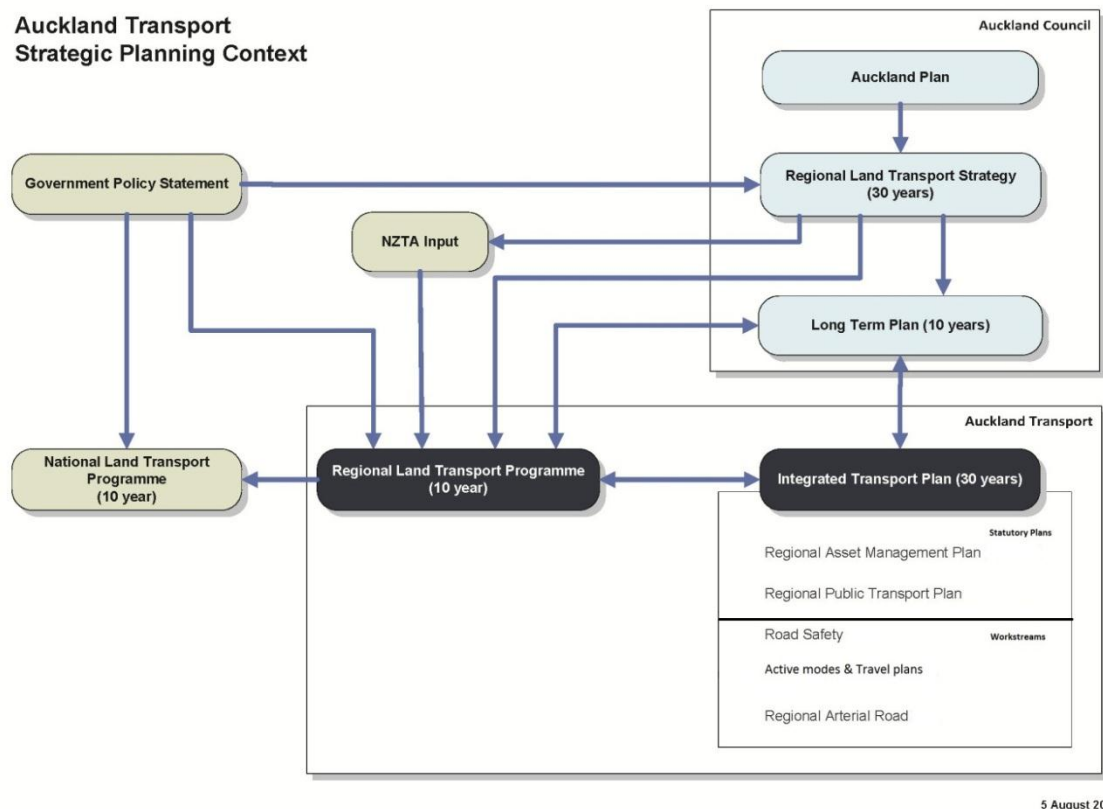 Auckland Transport
Strategic Planning Context
Auckland Council
Auckland Plan
Government Policy Statement
Regional Land Transport Strategy
(30 years)
NZTA Input
Long Term Plan (10 years)
Auckland Transport
National Land Transport
Programme
(10 year)
Regional Land Transport Programme
(10 year)
Integrated Transport Plan (30 years)
Statutory Plans
Regional Asset Management Plan
Regional Public Transport Plan
Road Safety
Workstreams
Active modes & Travel plans
Regional Arterial Road
5 August